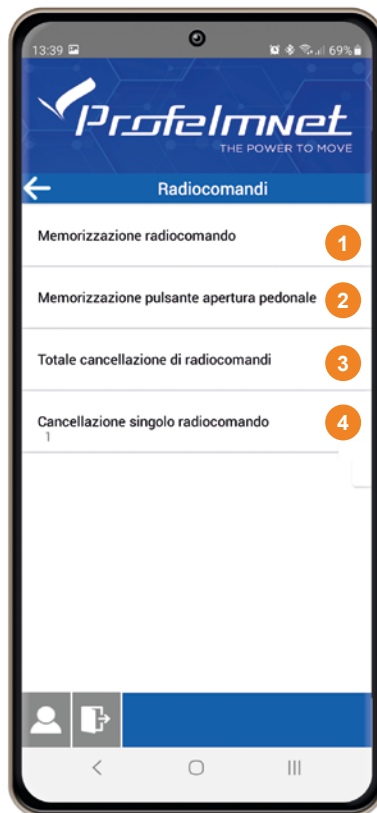 13:39 69%
Profelmnet
THE POWER TO MOVE
Radiocomandi
Memorizzazione radiocomando 1
Memorizzazione pulsante apertura pedonale 2
Totale cancellazione di radiocomandi 3
Cancellazione singolo radiocomando 4
1